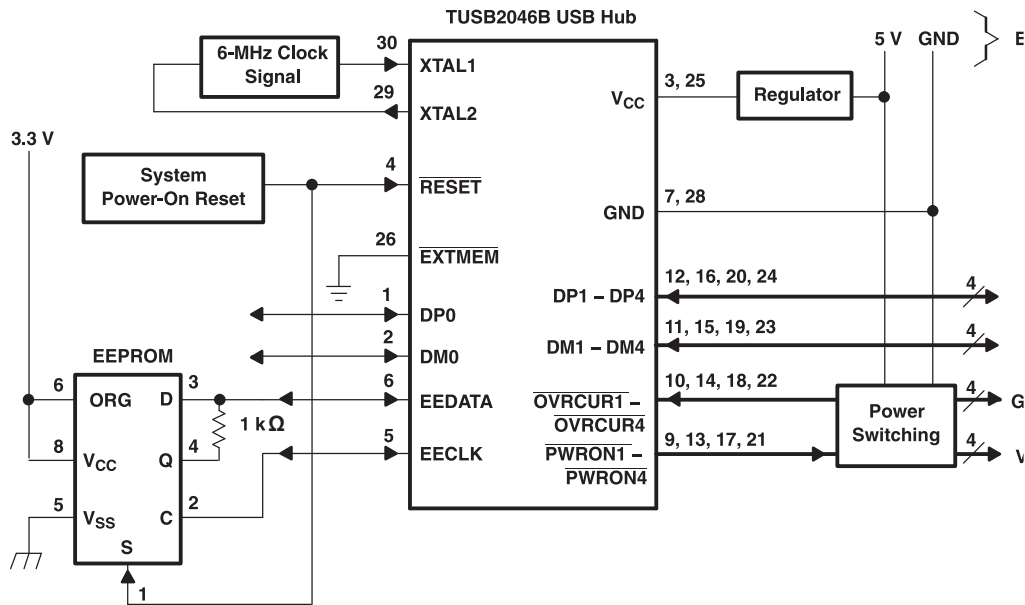 TUSB2046B USB Hub
6-MHz Clock
Signal
30
XTAL1
29
XTAL2
5 V GND
E
3, 25
VCC
Regulator
3.3 V
System
Power-On Reset
4
RESET
7, 28
GND
26
EXTMEM
12, 16, 20, 24
DP1 – DP4
4
1
DP0
11, 15, 19, 23
DM1 – DM4
4
2
DM0
EEPROM
6
ORG
D
3
1 kΩ
6
EEDATA
10, 14, 18, 22
OVRCUR1 –
OVRCUR4
Power
Switching
4
G
8
VCC
Q
4
5
EECLK
9, 13, 17, 21
PWRON1 –
PWRON4
4
V
5
VSS
C
2
S
1